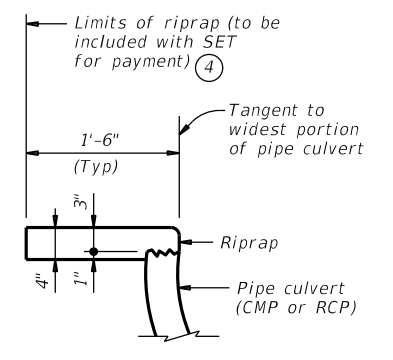 Limits of riprap (to be
included with SET
for payment) 4
Tangent to
widest portion
of pipe culvert
1'-6"
(Typ)
3"
Riprap
4"
1"
Pipe culvert
(CMP or RCP)